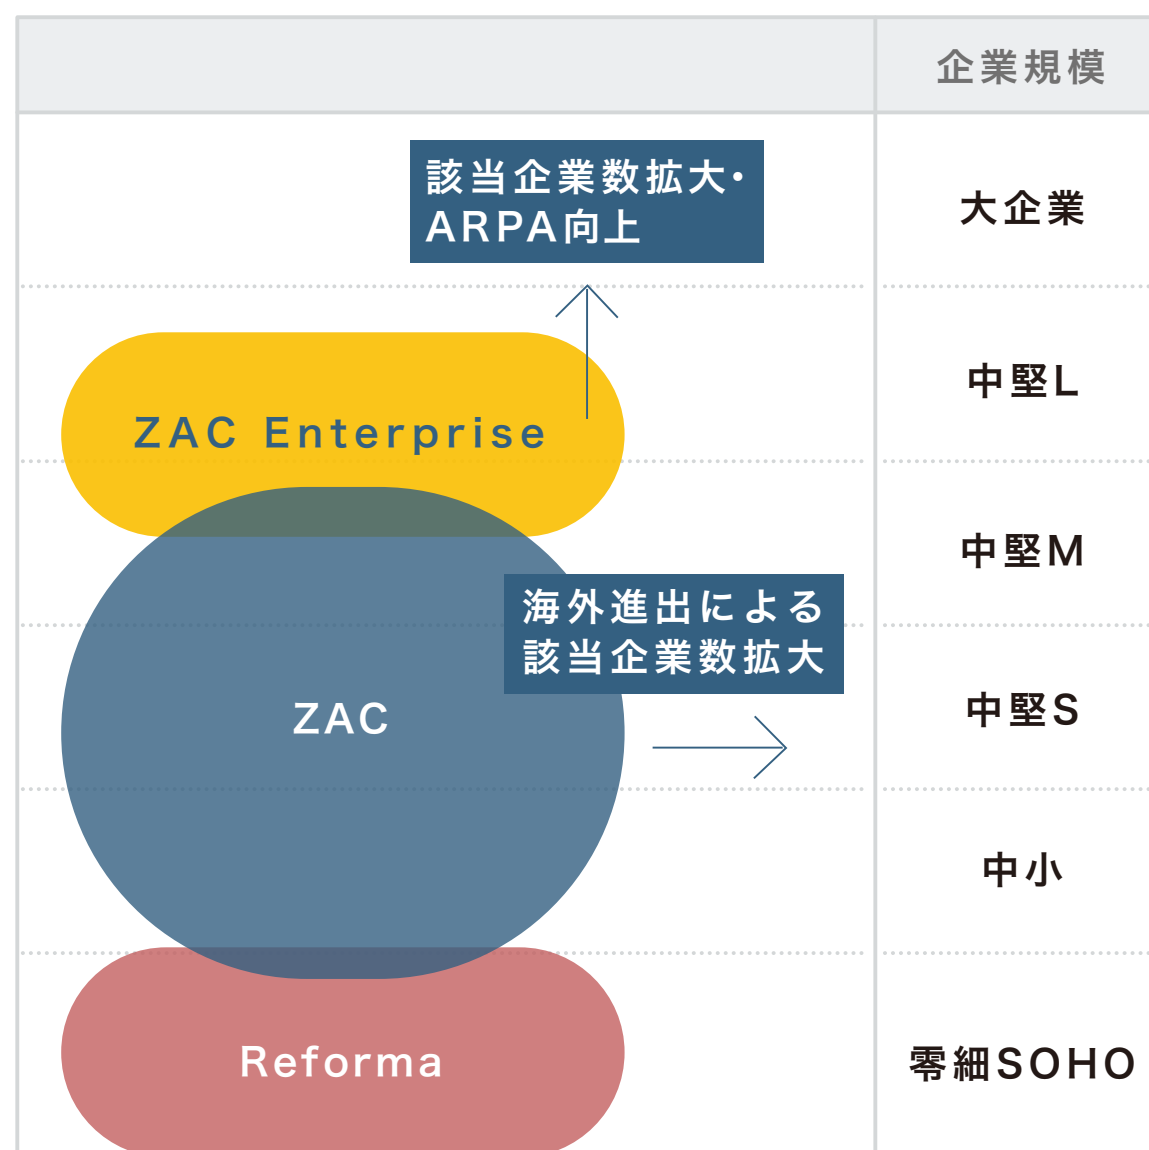 企業規模
該当企業数拡大・
ARPA向上
大企業
ZAC Enterprise
中堅L
中堅M
海外進出による
該当企業数拡大
ZAC
中堅S
中小
Reforma
零細SOHO